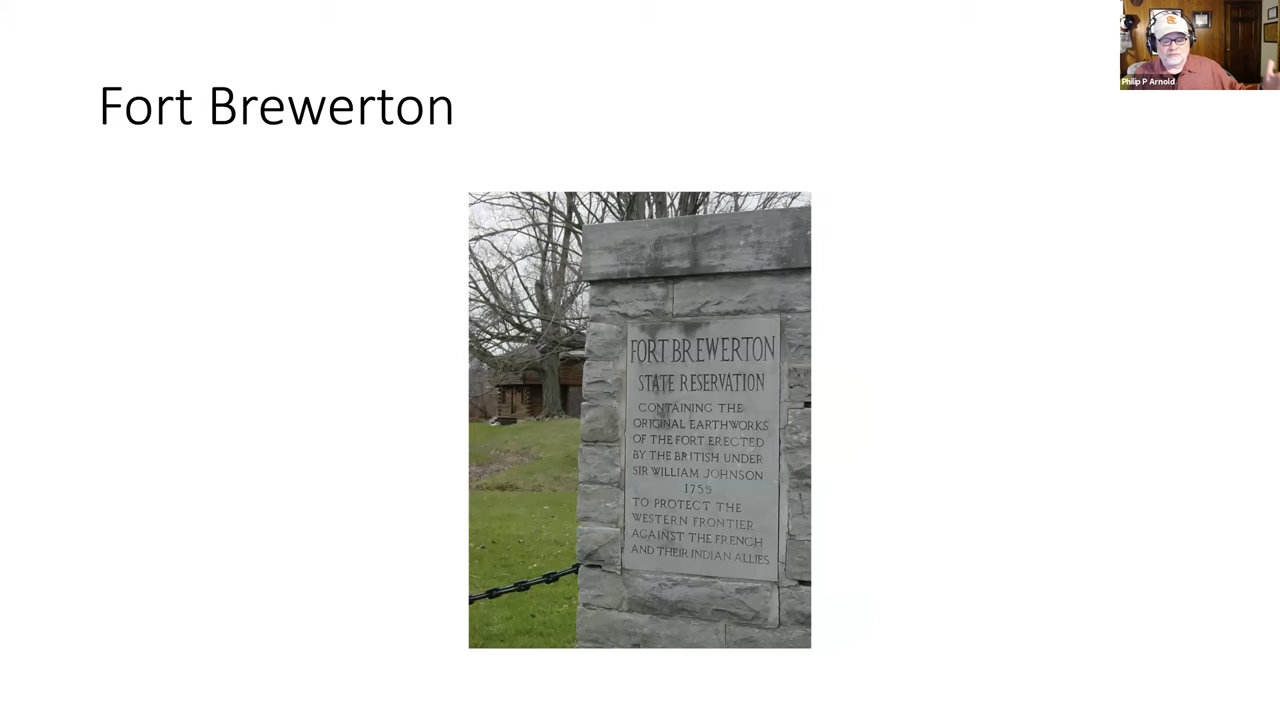 Fort Brewerton
Philip P Arnold
FORT BREWERTON
STATE RESERVATION
CONTAINING THE
ORIGINAL EARTHWORKS
OF THE FORT ERECTED
BY THE BRITISH UNDER
SIR WILLIAM JOHNSON
1759
TO PROTECT THE
WESTERN FRONTIER
AGAINST THE FRENCH
AND THEIR INDIAN ALLIES